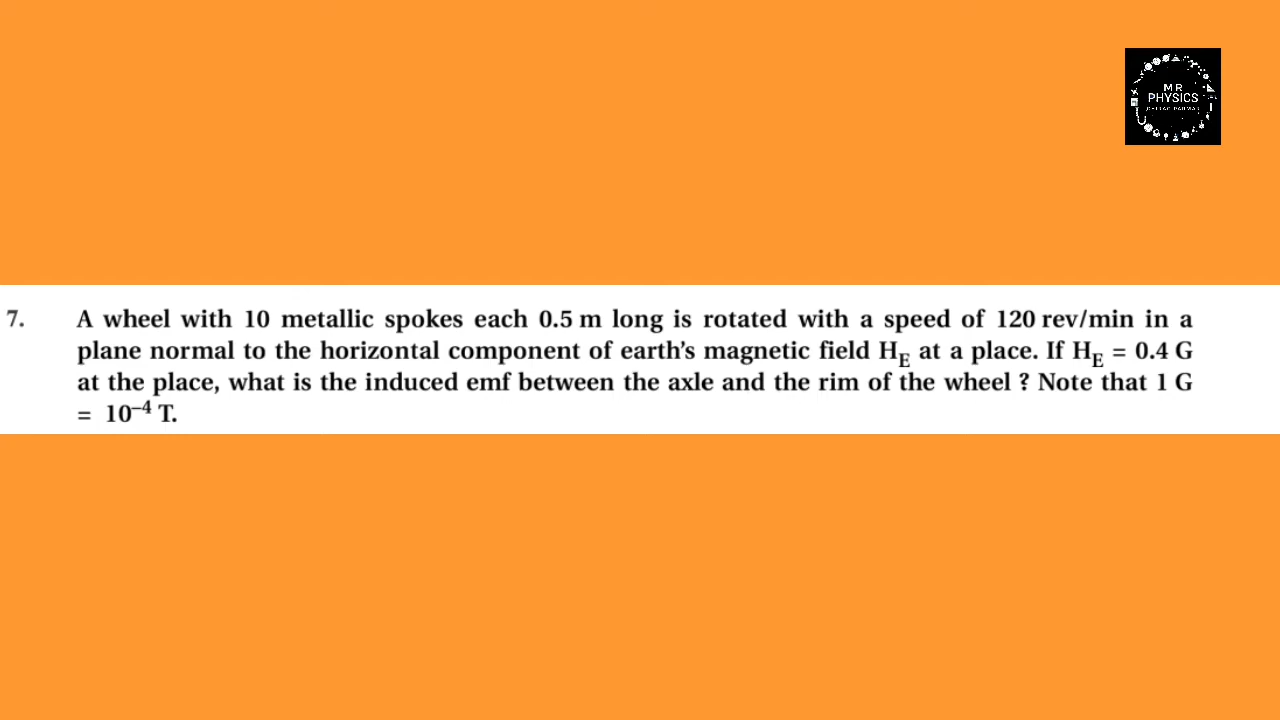 MR
PHYSICS
7. A wheel with 10 metallic spokes each 0.5 m long is rotated with a speed of 120 rev/min in a
plane normal to the horizontal component of earth's magnetic field H_E at a place. If H_E = 0.4 G
at the place, what is the induced emf between the axle and the rim of the wheel ? Note that 1 G
= 10⁻⁴ T.